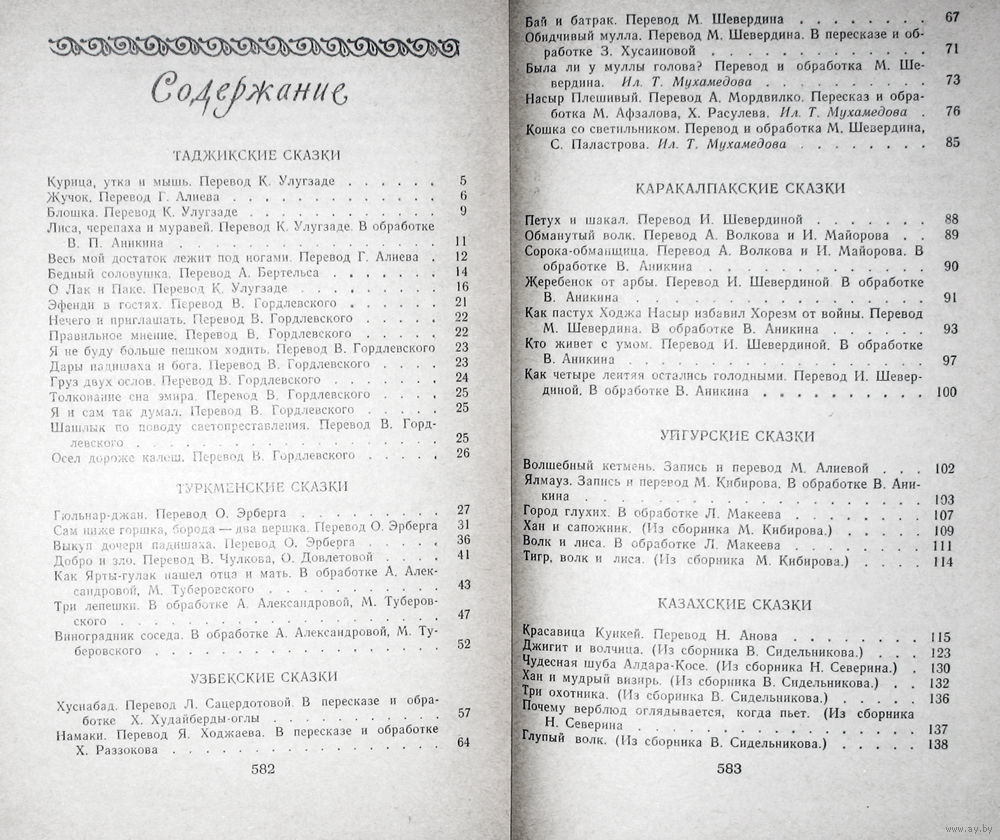 Содержание
ТАДЖИКСКИЕ СКАЗКИ
Курица, утка и мышь. Перевод К. Улугзаде . . . . . . 5
Жучок. Перевод Г. Алиева . . . . . . . . . . . . . 6
Блошка. Перевод К. Улугзаде . . . . . . . . . . . . 9
Лиса, черепаха и муравей. Перевод К. Улугзаде. В обработке
В. П. Аникина . . . . . . . . . . . . . . . . . 11
Весь мой достаток лежит под ногами. Перевод Г. Алиева . 12
Бедный соловушка. Перевод А. Бертельса . . . . . . . 14
О Лак и Паке. Перевод К. Улугзаде . . . . . . . . . 16
Эфенди в гостях. Перевод В. Гордлевского . . . . . . 21
Нечего и приглашать. Перевод В. Гордлевского . . . . . 22
Правильное мнение. Перевод В. Гордлевского . . . . . 22
Я не буду больше пешком ходить. Перевод В. Гордлевского 23
Дары падишаха и бога. Перевод В. Гордлевского . . . . 23
Груз двух ослов. Перевод В. Гордлевского . . . . . . 24
Толкование сна эмира. Перевод В. Гордлевского . . . . 25
Я и сам так думал. Перевод В. Гордлевского . . . . . 25
Шашлык по поводу светопреставления. Перевод В. Горд-
левского . . . . . . . . . . . . . . . . . . 25
Осел дороже калеш. Перевод В. Гордлевского . . . . . 26
ТУРКМЕНСКИЕ СКАЗКИ
Гюльнар-джан. Перевод О. Эрберга . . . . . . . . . 27
Сам ниже горшка, борода — два вершка. Перевод О. Эрберга 31
Выкуп дочери падишаха. Перевод О. Эрберга . . . . . 36
Добро и зло. Перевод В. Чулкова, О. Довлетовой . . . . 41
Как Ярты-гулак нашел отца и мать. В обработке А. Алек-
сандровой, М. Туберовского . . . . . . . . . . . 43
Три лепешки. В обработке А. Александровой, М. Туберов-
ского . . . . . . . . . . . . . . . . . . . 47
Виноградник соседа. В обработке А. Александровой, М. Ту-
беровского . . . . . . . . . . . . . . . . . 52
УЗБЕКСКИЕ СКАЗКИ
Хуснабад. Перевод Л. Сацердотовой. В пересказе и обра-
ботке Х. Худайберды-оглы . . . . . . . . . . . 57
Намаки. Перевод Я. Ходжаева. В пересказе и обработке
Х. Раззокова . . . . . . . . . . . . . . . . 64
582
Бай и батрак. Перевод М. Шевердина . . . . . . . . 67
Обидчивый мулла. Перевод М. Шевердина. В пересказе и об-
работке З. Хусаиновой . . . . . . . . . . . . . 71
Была ли у муллы голова? Перевод и обработка М. Ше-
вердина. Ил. Т. Мухамедова . . . . . . . . . . . 73
Насыр Плешивый. Перевод А. Мордвилко. Пересказ и обра-
ботка М. Афзалова, Х. Расулева. Ил. Т. Мухамедова . 76
Кошка со светильником. Перевод и обработка М. Шевердина,
С. Паластрова. Ил. Т. Мухамедова . . . . . . . . . 85
КАРАКАЛПАКСКИЕ СКАЗКИ
Петух и шакал. Перевод И. Шевердиной . . . . . . . 88
Обманутый волк. Перевод А. Волкова и И. Майорова . . 89
Сорока-обманщица. Перевод А. Волкова и И. Майорова. В
обработке В. Аникина . . . . . . . . . . . . . 90
Жеребенок от арбы. Перевод И. Шевердиной. В обработке
В. Аникина . . . . . . . . . . . . . . . . . 91
Как пастух Ходжа Насыр избавил Хорезм от войны. Перевод
М. Шевердина. В обработке В. Аникина . . . . . . . 93
Кто живет с умом. Перевод И. Шевердиной. В обработке
В. Аникина . . . . . . . . . . . . . . . . . 97
Как четыре лентяя остались голодными. Перевод И. Шевер-
диной. В обработке В. Аникина . . . . . . . . . . 100
УЙГУРСКИЕ СКАЗКИ
Волшебный кетмень. Запись и перевод М. Алиевой . . . 102
Ялмауз. Запись и перевод М. Кибирова. В обработке В. Ани-
кина . . . . . . . . . . . . . . . . . . . . 103
Город глухих. В обработке Л. Макеева . . . . . . . . 107
Хан и сапожник. (Из сборника М. Кибирова.) . . . . . 109
Волк и лиса. В обработке Л. Макеева . . . . . . . . 111
Тигр, волк и лиса. (Из сборника М. Кибирова.) . . . . 114
КАЗАХСКИЕ СКАЗКИ
Красавица Кункей. Перевод Н. Анова . . . . . . . . 115
Джигит и волчица. (Из сборника В. Сидельникова.) . . . 123
Чудесная шуба Алдара-Косе. (Из сборника Н. Северина.) . 130
Хан и мудрый визирь. (Из сборника В. Сидельникова.) . . 132
Три охотника. (Из сборника В. Сидельникова.) . . . . . 136
Почему верблюд оглядывается, когда пьет. (Из сборника
Н. Северина . . . . . . . . . . . . . . . . . 137
Глупый волк. (Из сборника В. Сидельникова.) . . . . . 138
583
www.ay.by